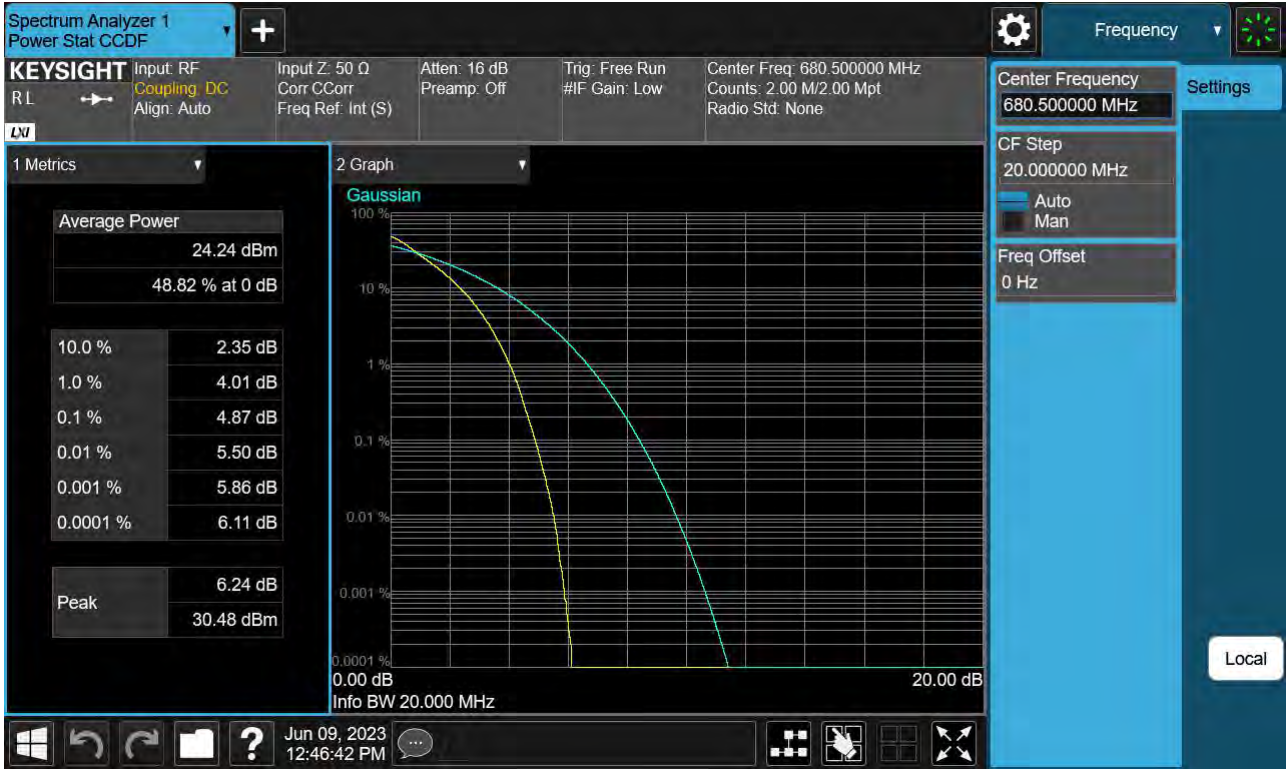 Spectrum Analyzer 1
Power Stat CCDF
Frequency
KEYSIGHT
RL
LXI
Input: RF
Coupling: DC
Align: Auto
Input Z: 50 Ω
Corr CCorr
Freq Ref: Int (S)
Atten: 16 dB
Preamp: Off
Trig: Free Run
#IF Gain: Low
Center Freq: 680.500000 MHz
Counts: 2.00 M/2.00 Mpt
Radio Std: None
Center Frequency
680.500000 MHz
Settings
CF Step
20.000000 MHz
Auto
Man
Freq Offset
0 Hz
Local
1 Metrics
Average Power
24.24 dBm
48.82 % at 0 dB
10.0 % 2.35 dB
1.0 % 4.01 dB
0.1 % 4.87 dB
0.01 % 5.50 dB
0.001 % 5.86 dB
0.0001 % 6.11 dB
Peak
6.24 dB
30.48 dBm
2 Graph
Gaussian
100 %
10 %
1 %
0.1 %
0.01 %
0.001 %
0.0001 %
0.00 dB 20.00 dB
Info BW 20.000 MHz
?
Jun 09, 2023
12:46:42 PM